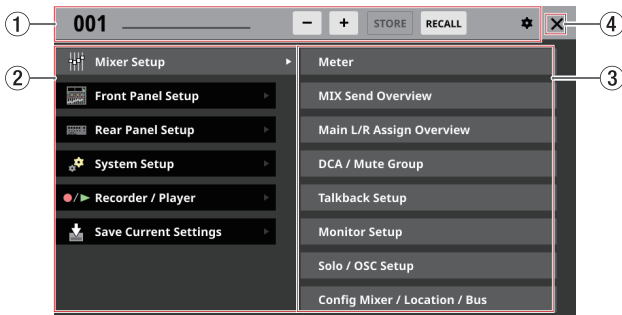 1
001 − + STORE RECALL
4
2
Mixer Setup
Front Panel Setup
Rear Panel Setup
System Setup
Recorder / Player
Save Current Settings
Meter
MIX Send Overview
Main L/R Assign Overview
DCA / Mute Group
Talkback Setup
Monitor Setup
Solo / OSC Setup
Config Mixer / Location / Bus
3